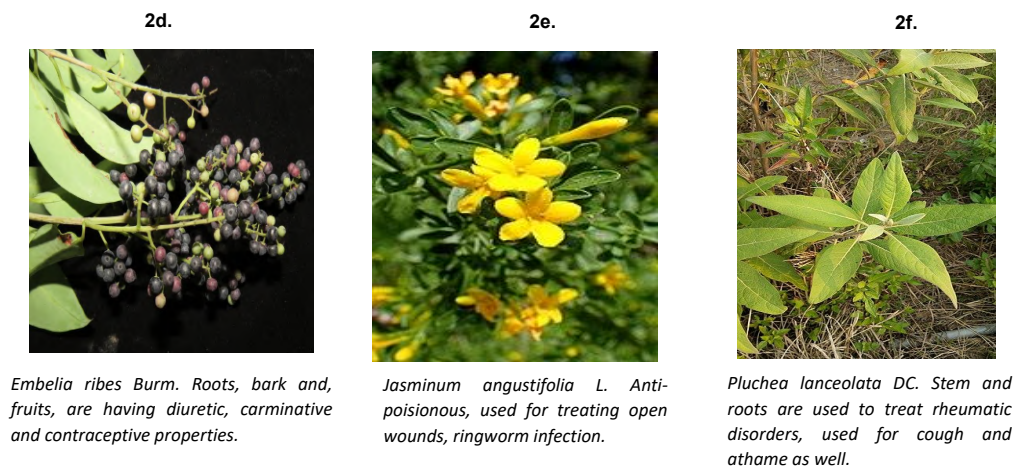 2d.
2e.
2f.
Embelia ribes Burm. Roots, bark and,
fruits, are having diuretic, carminative
and contraceptive properties.
Jasminum angustifolia L. Anti-
poisionous, used for treating open
wounds, ringworm infection.
Pluchea lanceolata DC. Stem and
roots are used to treat rheumatic
disorders, used for cough and
athame as well.